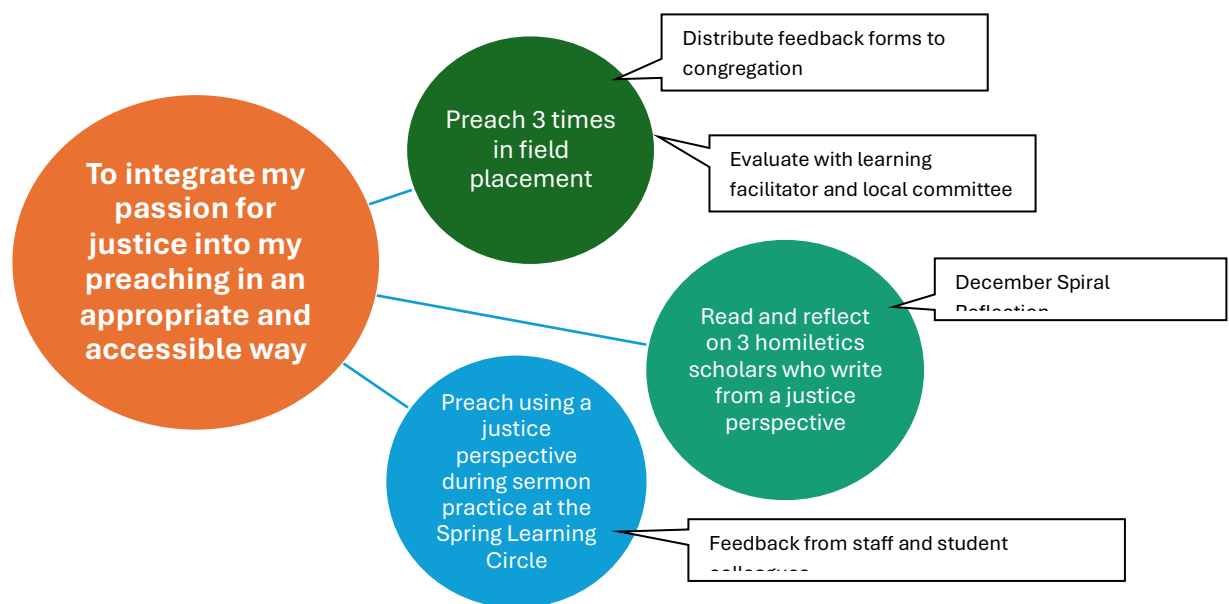 To integrate my
passion for
justice into my
preaching in an
appropriate and
accessible way
Preach 3 times
in field
placement
Distribute feedback forms to
congregation
Evaluate with learning
facilitator and local committee
Read and reflect
on 3 homiletics
scholars who write
from a justice
perspective
December Spiral
Reflection
Preach using a
justice
perspective
during sermon
practice at the
Spring Learning
Circle
Feedback from staff and student
colleagues